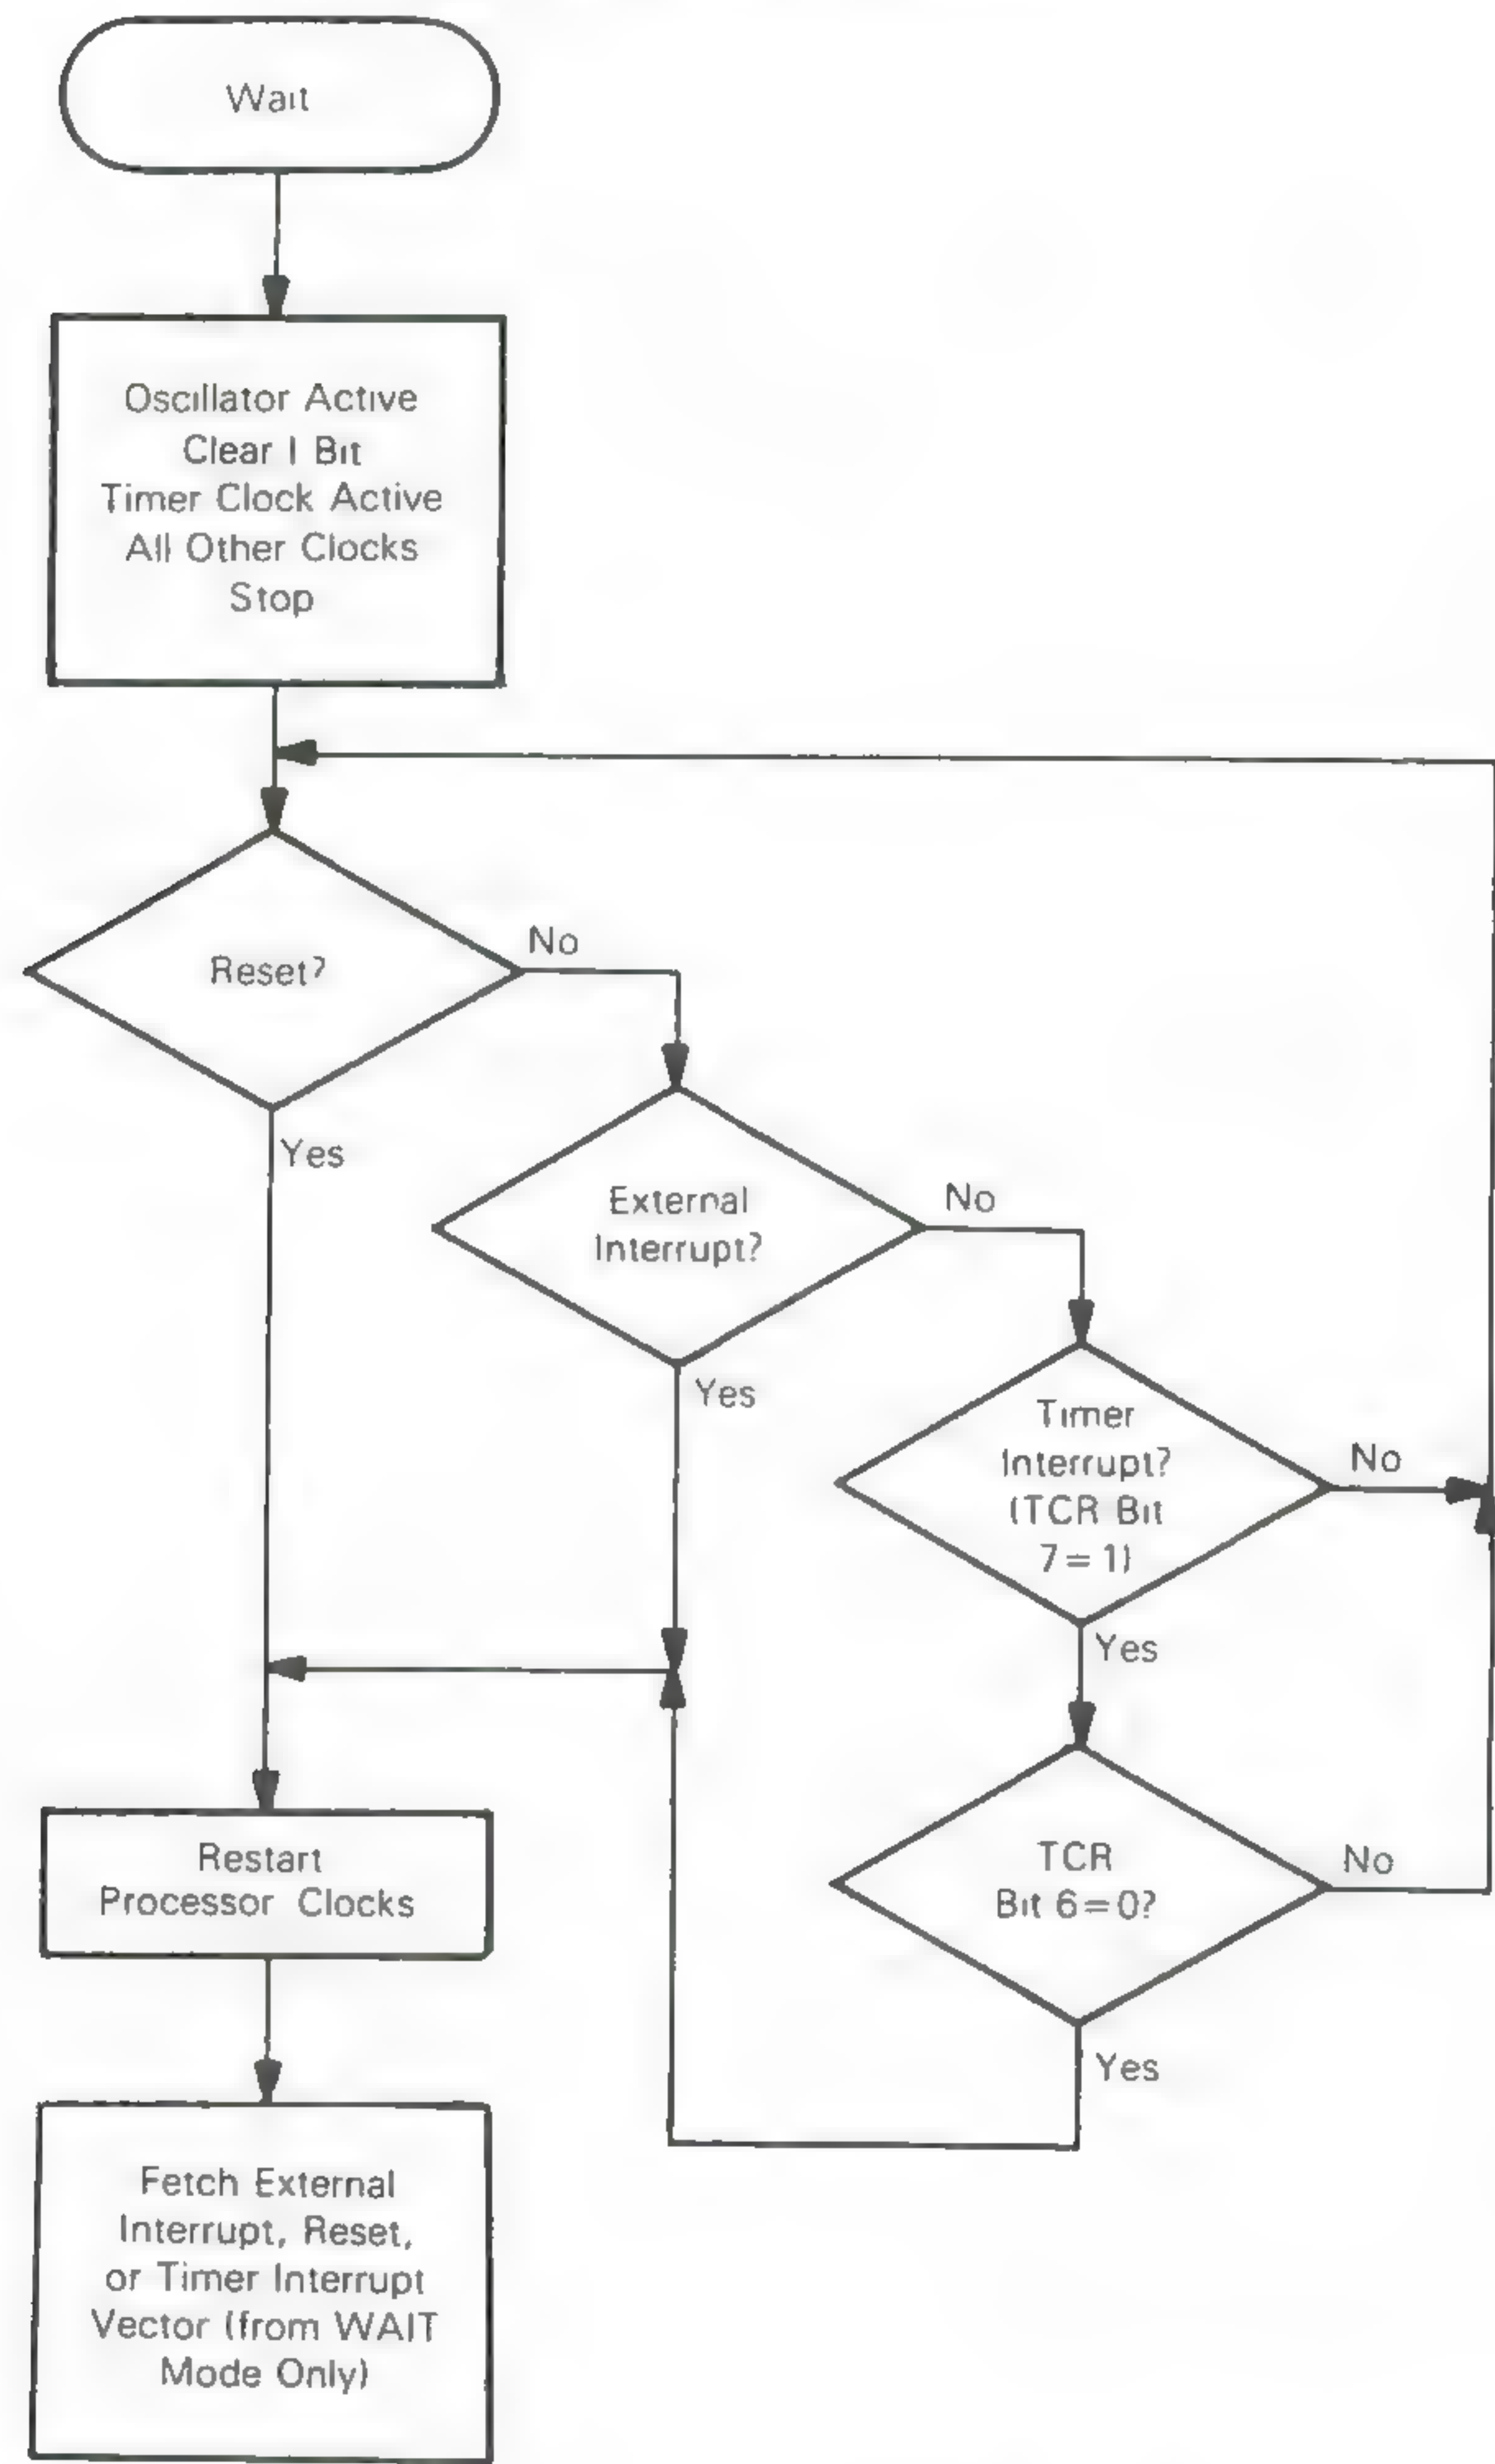 Wait
Oscillator Active
Clear I Bit
Timer Clock Active
All Other Clocks
Stop
Reset?
No
Yes
External
Interrupt?
No
Yes
Timer
Interrupt?
(TCR Bit
7=1)
No
Yes
TCR
Bit 6=0?
No
Yes
Restart
Processor Clocks
Fetch External
Interrupt, Reset,
or Timer Interrupt
Vector (from WAIT
Mode Only)